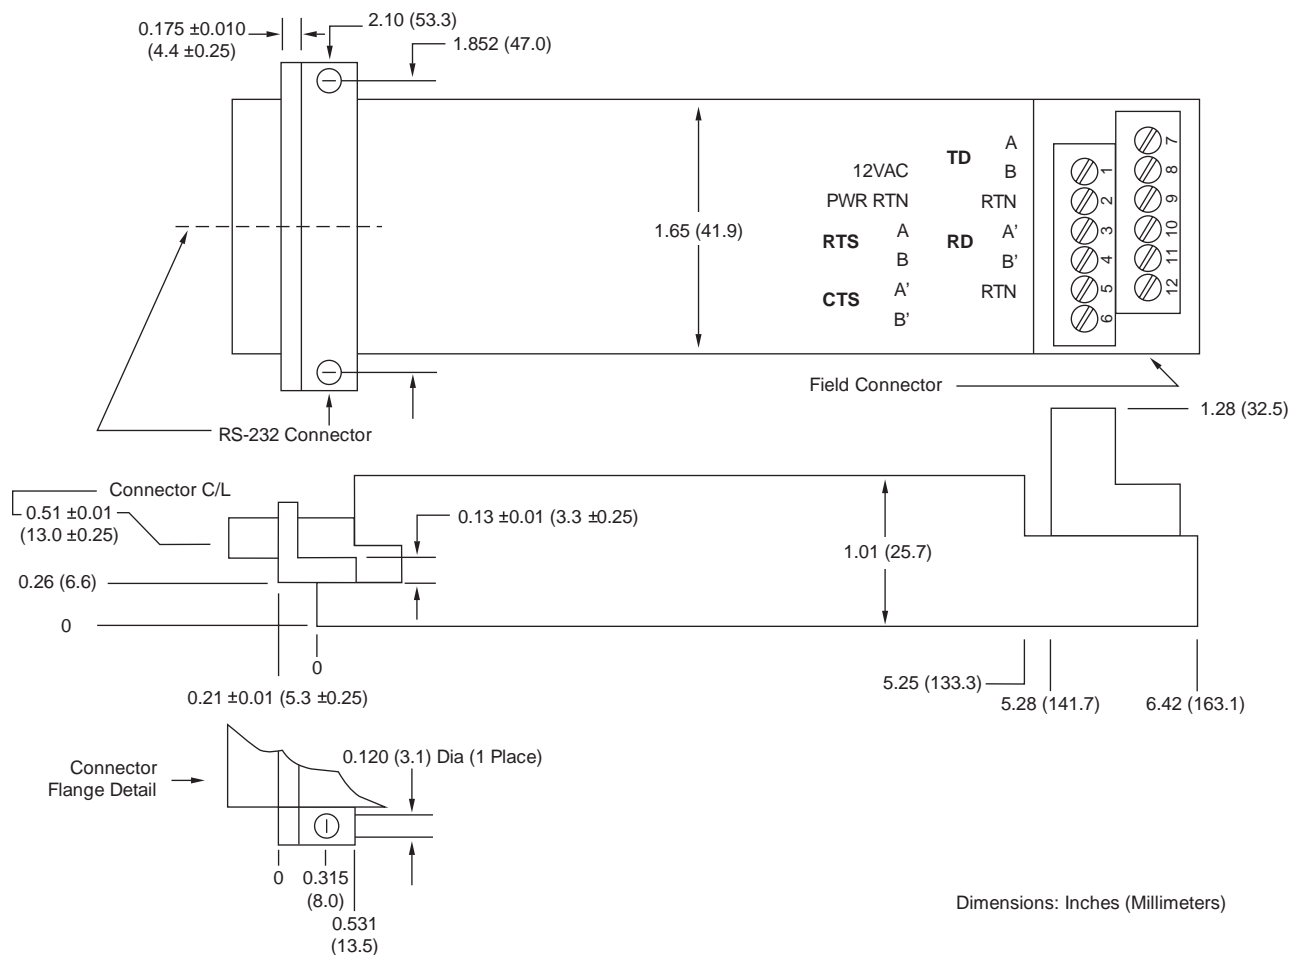 0.175 ±0.010
(4.4 ±0.25)
2.10 (53.3)
1.852 (47.0)
1.65 (41.9)
12VAC
PWR RTN
RTS
A
B
CTS
A'
B'
TD
A
B
RTN
RD
A'
B'
RTN
1
2
3
4
5
6
7
8
9
10
11
12
Field Connector
RS-232 Connector
1.28 (32.5)
Connector C/L
0.51 ±0.01
(13.0 ±0.25)
0.13 ±0.01 (3.3 ±0.25)
1.01 (25.7)
0.26 (6.6)
0
0
0.21 ±0.01 (5.3 ±0.25)
5.25 (133.3)
5.28 (141.7)
6.42 (163.1)
Connector
Flange Detail
0.120 (3.1) Dia (1 Place)
0
0.315
(8.0)
0.531
(13.5)
Dimensions: Inches (Millimeters)